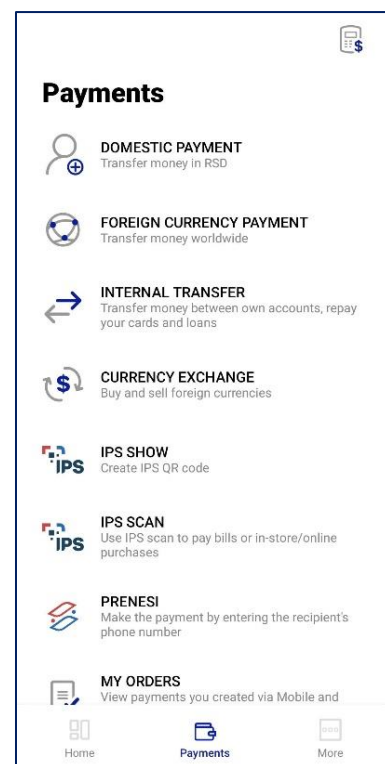 Payments
DOMESTIC PAYMENT
Transfer money in RSD
FOREIGN CURRENCY PAYMENT
Transfer money worldwide
INTERNAL TRANSFER
Transfer money between own accounts, repay
your cards and loans
CURRENCY EXCHANGE
Buy and sell foreign currencies
IPS
IPS SHOW
Create IPS QR code
IPS
IPS SCAN
Use IPS scan to pay bills or in-store/online
purchases
PRENESI
Make the payment by entering the recipient's
phone number
MY ORDERS
View payments you created via Mobile and
Home
Payments
More